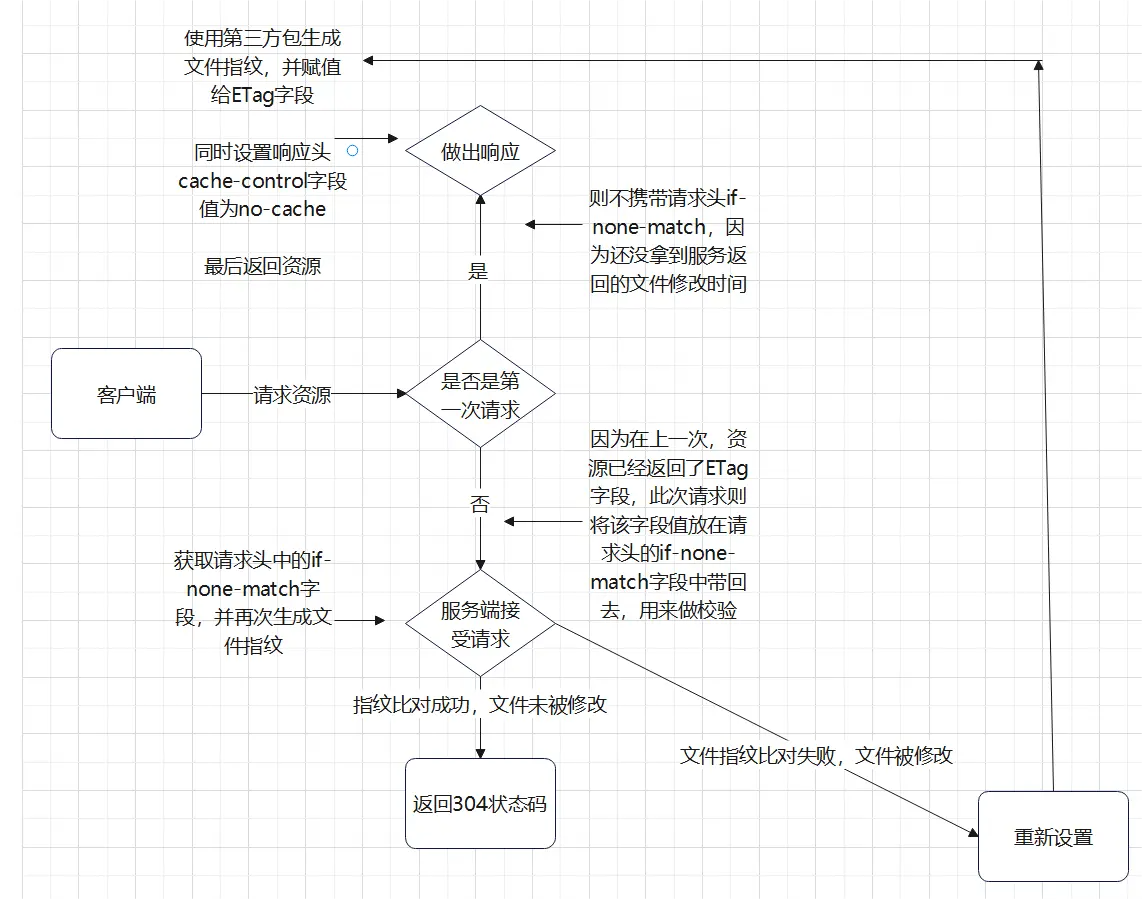 使用第三方包生成
文件指纹，并赋值
给ETag字段
同时设置响应头
cache-control字段
值为no-cache
最后返回资源
做出响应
则不携带请求头if-
none-match，因
为还没拿到服务返
回的文件修改时间
是
客户端
请求资源
是否是第
一次请求
因为在上一次，资
源已经返回了ETag
字段，此次请求则
将该字段值放在请
求头的if-none-
match字段中带回
去，用来做校验
否
获取请求头中的if-
none-match字
段，并再次生成文
件指纹
服务端接
受请求
指纹比对成功，文件未被修改
文件指纹比对失败，文件被修改
返回304状态码
重新设置